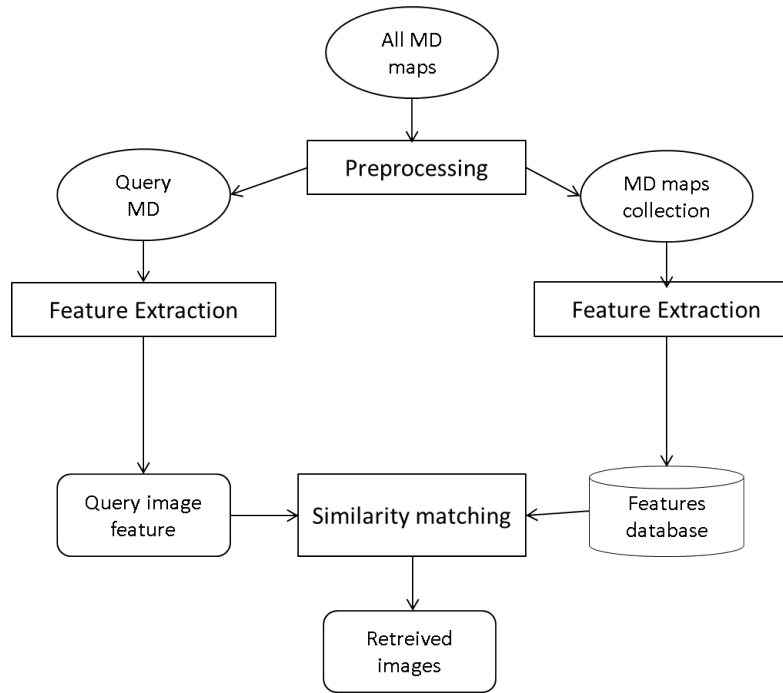 All MD
maps
Preprocessing
Query
MD
MD maps
collection
Feature Extraction
Feature Extraction
Query image
feature
Similarity matching
Features
database
Retreived
images